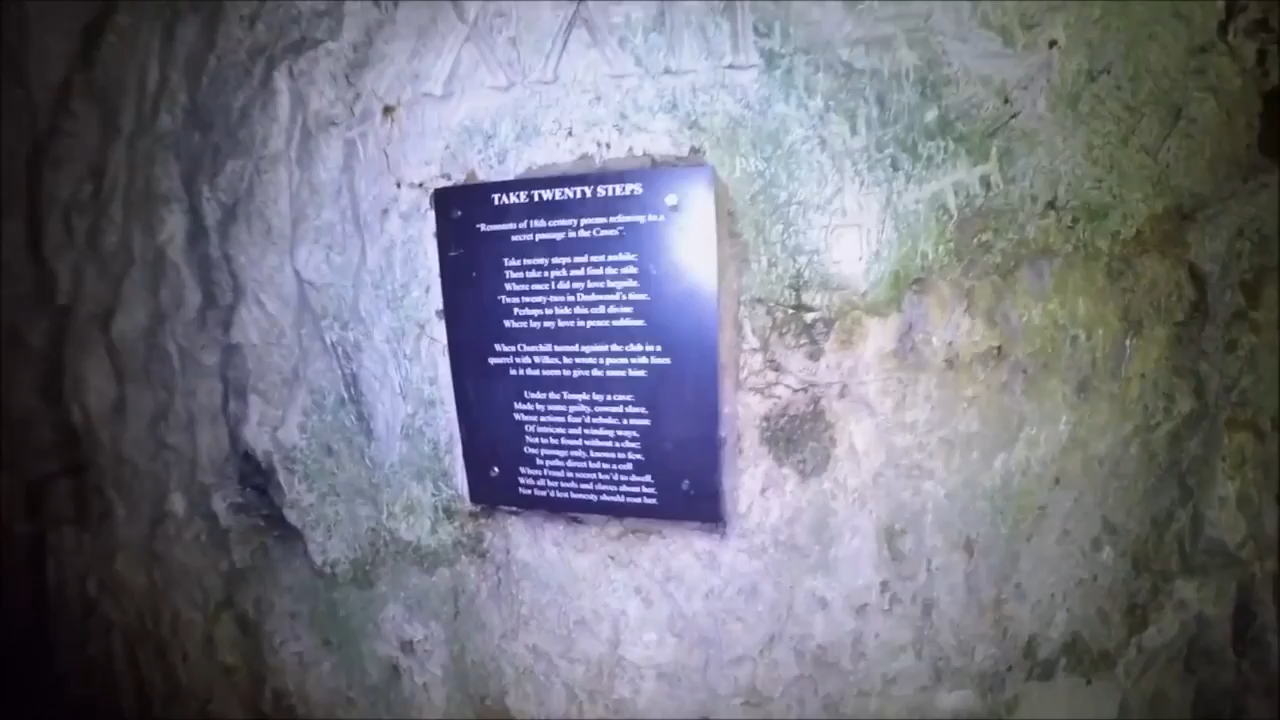 XXII
TAKE TWENTY STEPS
"Remnants of 18th century poems referring to a
secret passage in the Caves".
Take twenty steps and rest awhile;
Then take a pick and find the stile
Where once I did my love beguile.
'Twas twenty-two in Dashwood's time,
Perhaps to hide this cell divine
Where lay my love in peace sublime.
When Churchill turned against the club in a
quarrel with Wilkes, he wrote a poem with lines
in it that seem to give the same hint:
Under the Temple lay a cave;
Made by some guilty, coward slave,
Whose actions fear'd rebuke, a maze
Of intricate and winding ways,
Not to be found without a clue;
One passage only, known to few,
In paths direct led to a cell
Where Fraud in secret lov'd to dwell,
With all her tools and slaves about her,
Nor fear'd lest honesty should rout her.